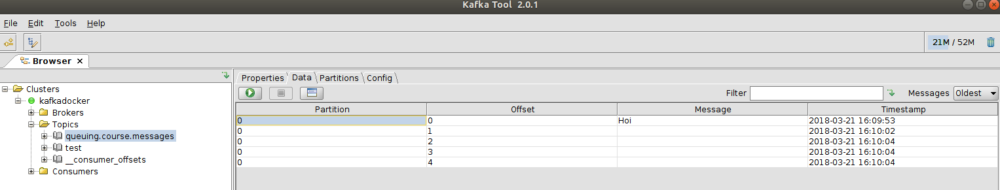 Kafka Tool 2.0.1
File Edit Tools Help
21M / 52M
Browser
Properties Data Partitions Config
Clusters
kafkadocker
Brokers
Topics
queuing.course.messages
test
__consumer_offsets
Consumers
Filter Messages Oldest
Partition Offset Message Timestamp
0 0 Hoi 2018-03-21 16:09:53
0 1 2018-03-21 16:10:02
0 2 2018-03-21 16:10:04
0 3 2018-03-21 16:10:04
0 4 2018-03-21 16:10:04